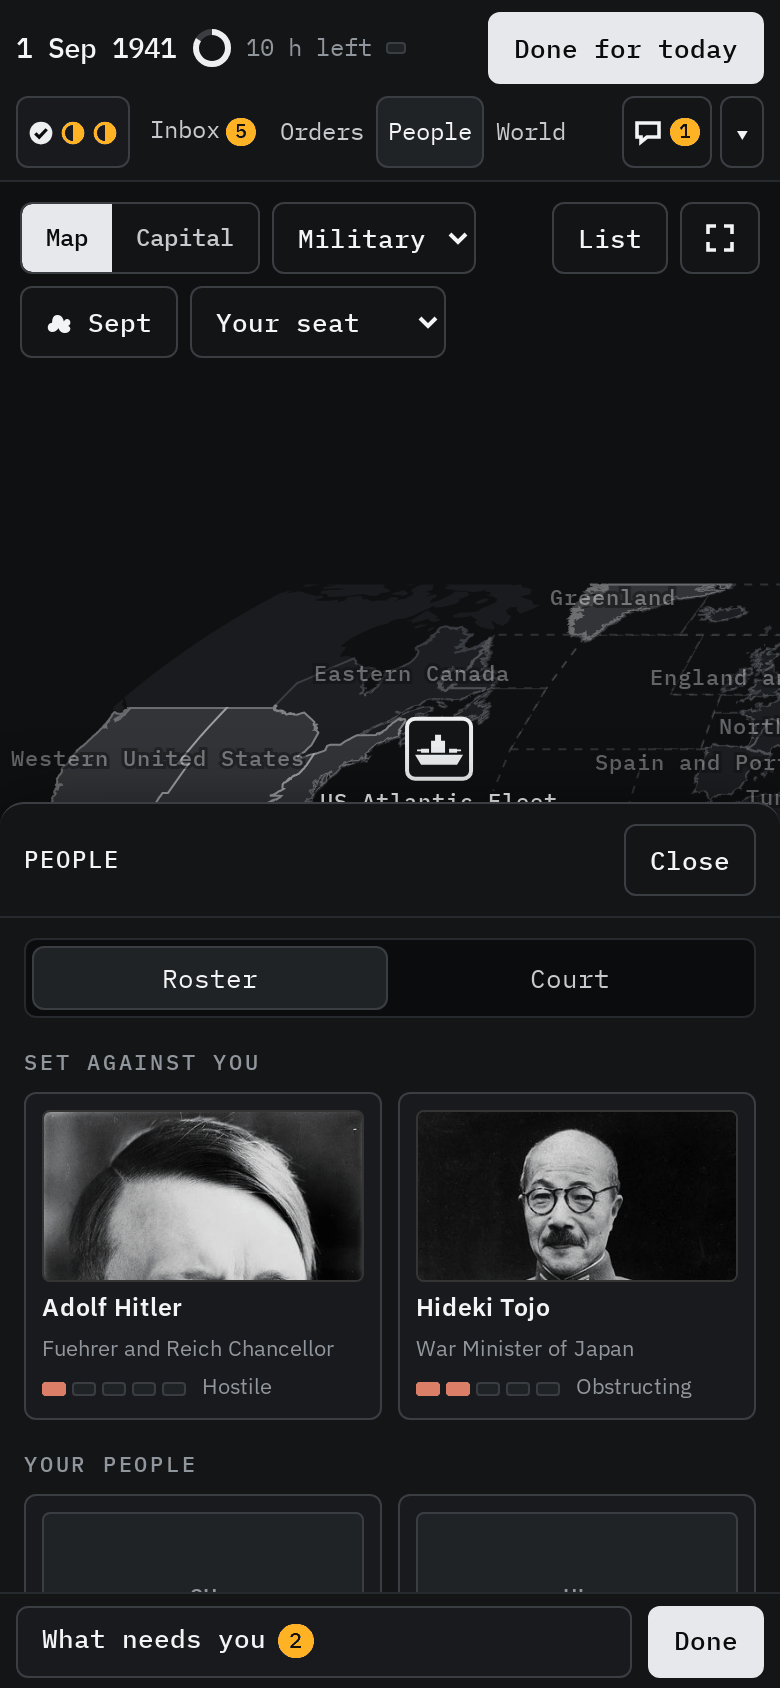 1 Sep 1941 10 h left Done for today
Inbox 5 Orders People World 1
Map Capital Military List
Sept Your seat
Greenland
Eastern Canada
England
Western United States
Spain and
US Atlantic Fleet
PEOPLE Close
Roster Court
SET AGAINST YOU
Adolf Hitler
Fuehrer and Reich Chancellor
Hostile
Hideki Tojo
War Minister of Japan
Obstructing
YOUR PEOPLE
What needs you 2 Done